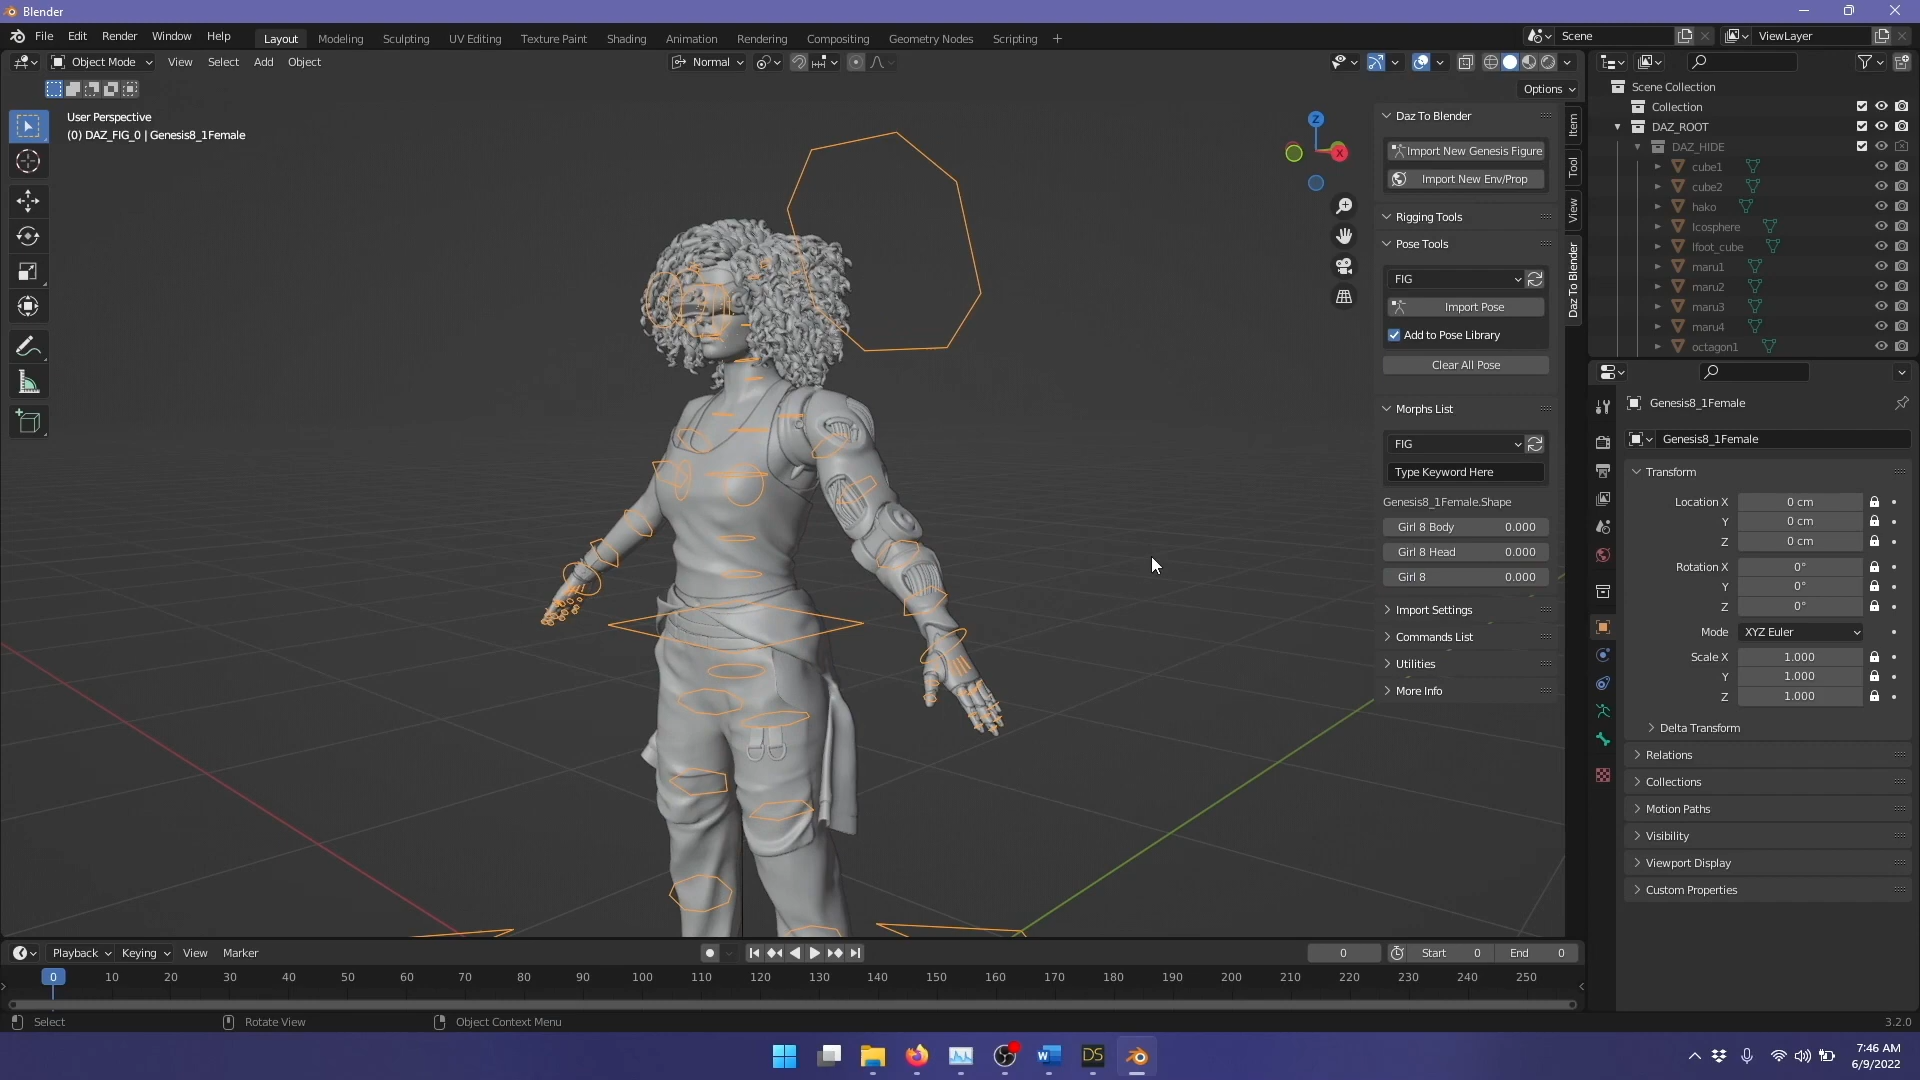 Blender
File Edit Render Window Help Layout Modeling Sculpting UV Editing Texture Paint Shading Animation Rendering Compositing Geometry Nodes Scripting + Scene ViewLayer
Object Mode View Select Add Object Normal
Options
User Perspective
(0) DAZ_FIG_0 | Genesis8_1Female
Z
X
Daz To Blender
Import New Genesis Figure
Import New Env/Prop
Rigging Tools
Pose Tools
FIG
Import Pose
Add to Pose Library
Clear All Pose
Morphs List
FIG
Type Keyword Here
Genesis8_1Female.Shape
Girl 8 Body 0.000
Girl 8 Head 0.000
Girl 8 0.000
Import Settings
Commands List
Utilities
More Info
Item
Tool
View
Daz To Blender
Scene Collection
Collection
DAZ_ROOT
DAZ_HIDE
cube1
cube2
hako
Icosphere
lfoot_cube
maru1
maru2
maru3
maru4
octagon1
Genesis8_1Female
Genesis8_1Female
Transform
Location X 0 cm
Y 0 cm
Z 0 cm
Rotation X 0°
Y 0°
Z 0°
Mode XYZ Euler
Scale X 1.000
Y 1.000
Z 1.000
Delta Transform
Relations
Collections
Motion Paths
Visibility
Viewport Display
Custom Properties
Playback Keying View Marker 0 Start 0 End 0
0 10 20 30 40 50 60 70 80 90 100 110 120 130 140 150 160 170 180 190 200 210 220 230 240 250
Select Rotate View Object Context Menu 3.2.0
DS
7:46 AM
6/9/2022